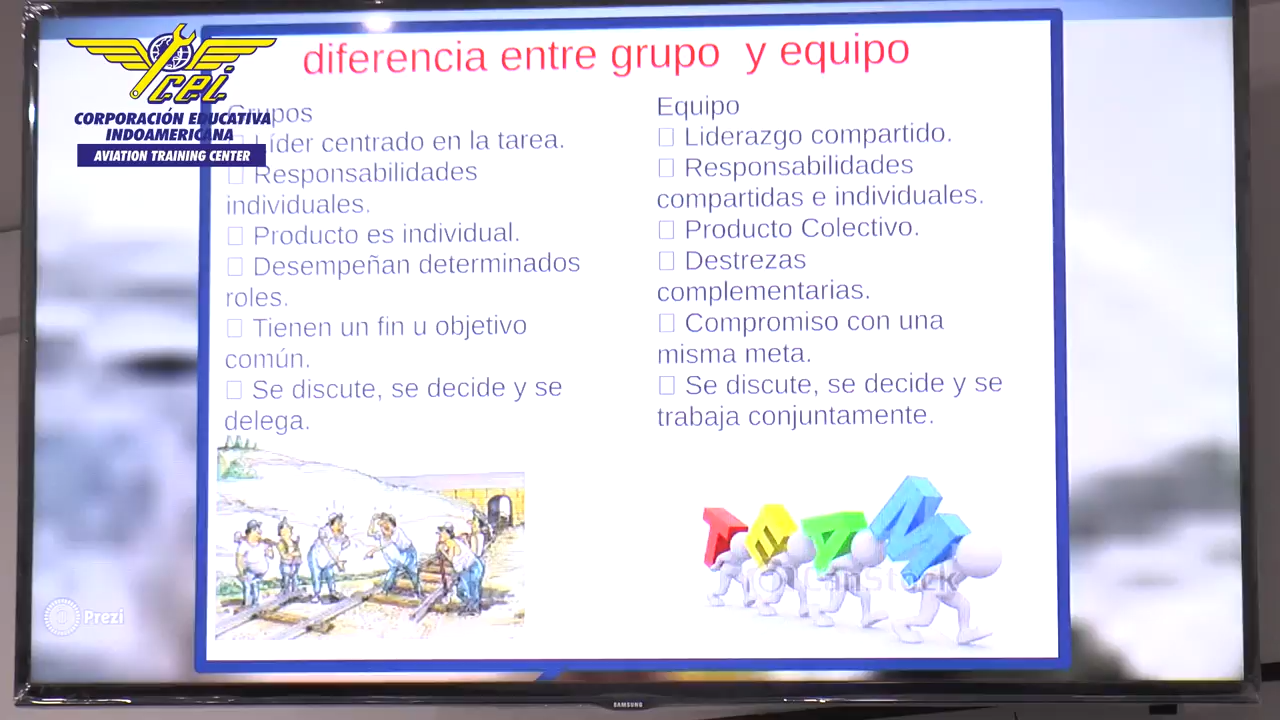 diferencia entre grupo y equipo
cei
CORPORACIÓN EDUCATIVA
INDOAMERICANA
AVIATION TRAINING CENTER
Grupos
Líder centrado en la tarea.
Responsabilidades
individuales.
Producto es individual.
Desempeñan determinados
roles.
Tienen un fin u objetivo
común.
Se discute, se decide y se
delega.
Equipo
Liderazgo compartido.
Responsabilidades
compartidas e individuales.
Producto Colectivo.
Destrezas
complementarias.
Compromiso con una
misma meta.
Se discute, se decide y se
trabaja conjuntamente.
TEAM
CanStock
Prezi
SAMSUNG